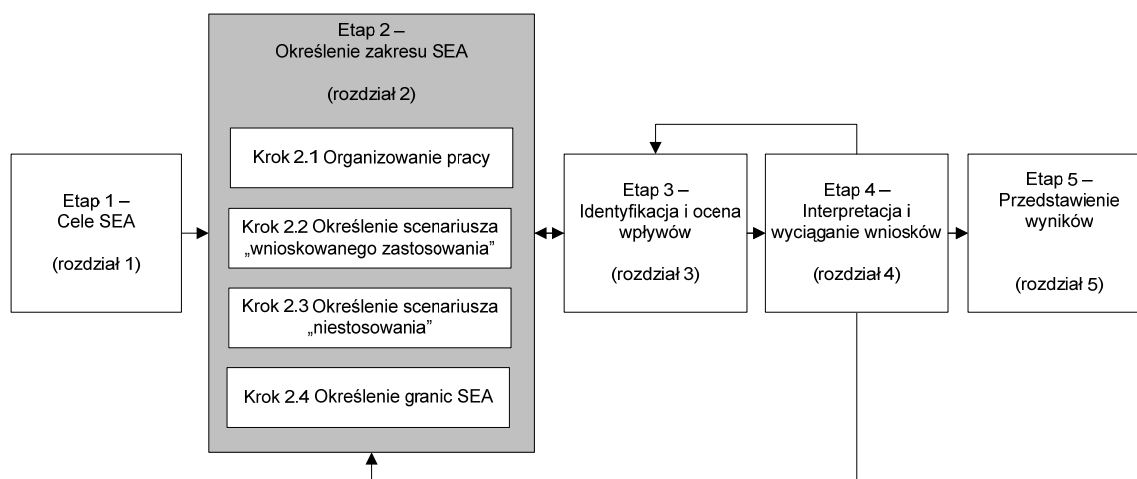 Etap 2 –
Określenie zakresu SEA
(rozdział 2)
Krok 2.1 Organizowanie pracy
Krok 2.2 Określenie scenariusza
„wnioskowanego zastosowania”
Krok 2.3 Określenie scenariusza
„niestosowania”
Krok 2.4 Określenie granic SEA
Etap 1 –
Cele SEA
(rozdział 1)
Etap 3 –
Identyfikacja i ocena
wpływów
(rozdział 3)
Etap 4 –
Interpretacja i
wyciąganie wniosków
(rozdział 4)
Etap 5 –
Przedstawienie
wyników
(rozdział 5)